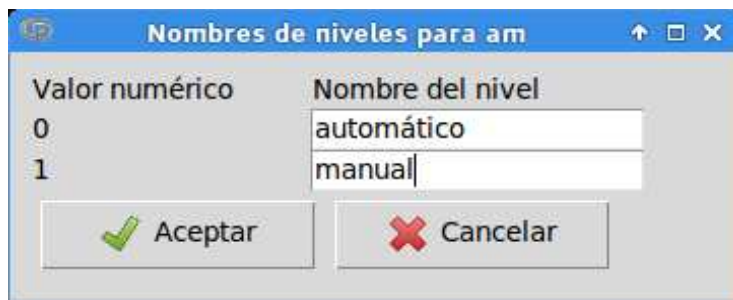 Nombres de niveles para am
Valor numérico Nombre del nivel
0 automático
1 manual
Aceptar Cancelar